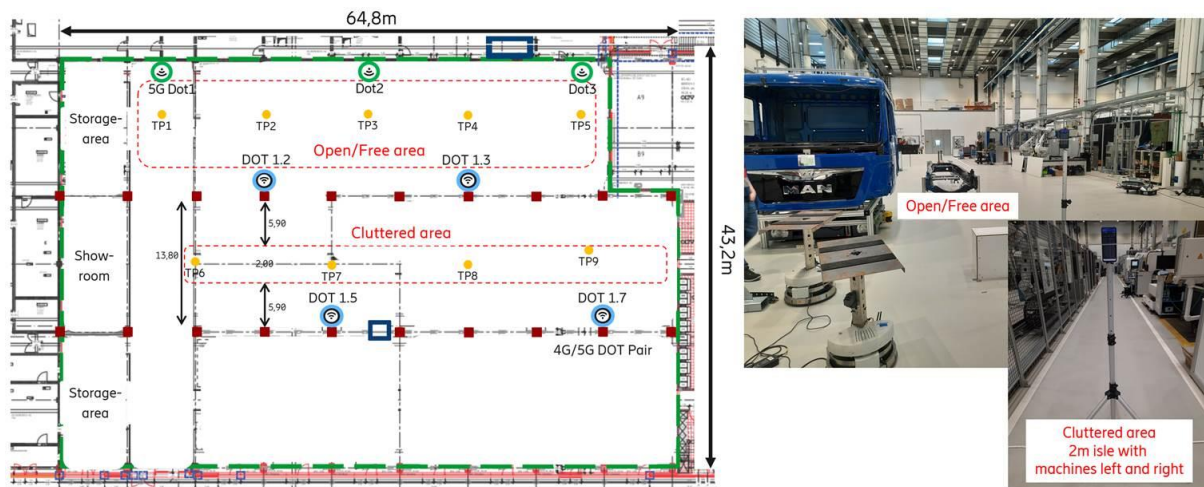 64,8m
5G Dot1
Dot2
Dot3
TP1
TP2
TP3
TP4
TP5
Storage-
area
Open/Free area
DOT 1.2
DOT 1.3
A9
B9
5,90
Cluttered area
Show-
room
13,80
2,00
TP6
TP7
TP8
TP9
5,90
DOT 1.5
DOT 1.7
4G/5G DOT Pair
Storage-
area
43,2m
MAN
Open/Free area
Cluttered area
2m isle with
machines left and right